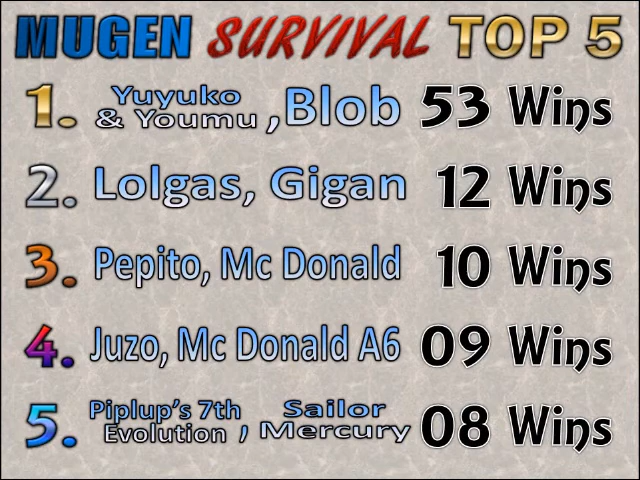 MUGEN SURVIVAL TOP 5
1. Yuyuko & Youmu , Blob 53 Wins
2. Lolgas, Gigan 12 Wins
3. Pepito, Mc Donald 10 Wins
4. Juzo, Mc Donald A6 09 Wins
5. Piplup's 7th Evolution , Sailor Mercury 08 Wins